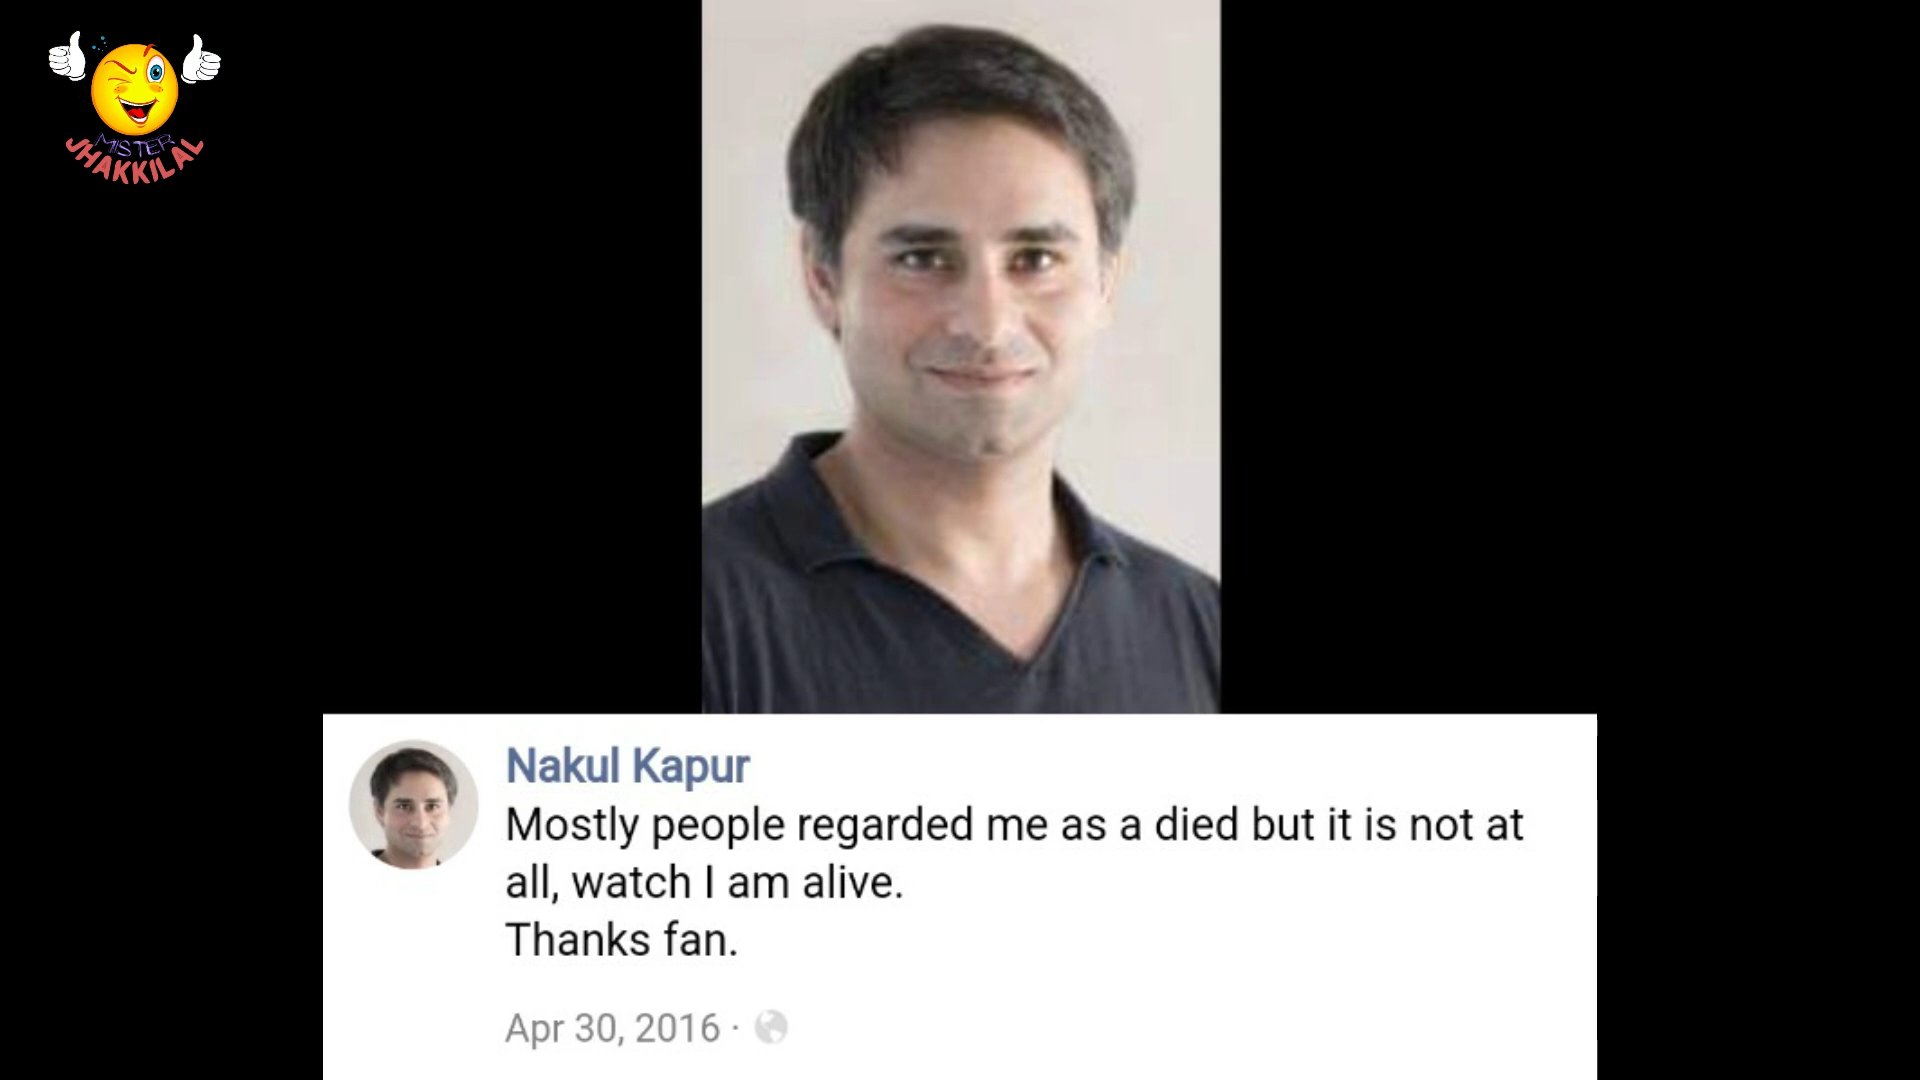 MISTER
JHAKKILAL
Nakul Kapur
Mostly people regarded me as a died but it is not at
all, watch I am alive.
Thanks fan.
Apr 30, 2016 ·